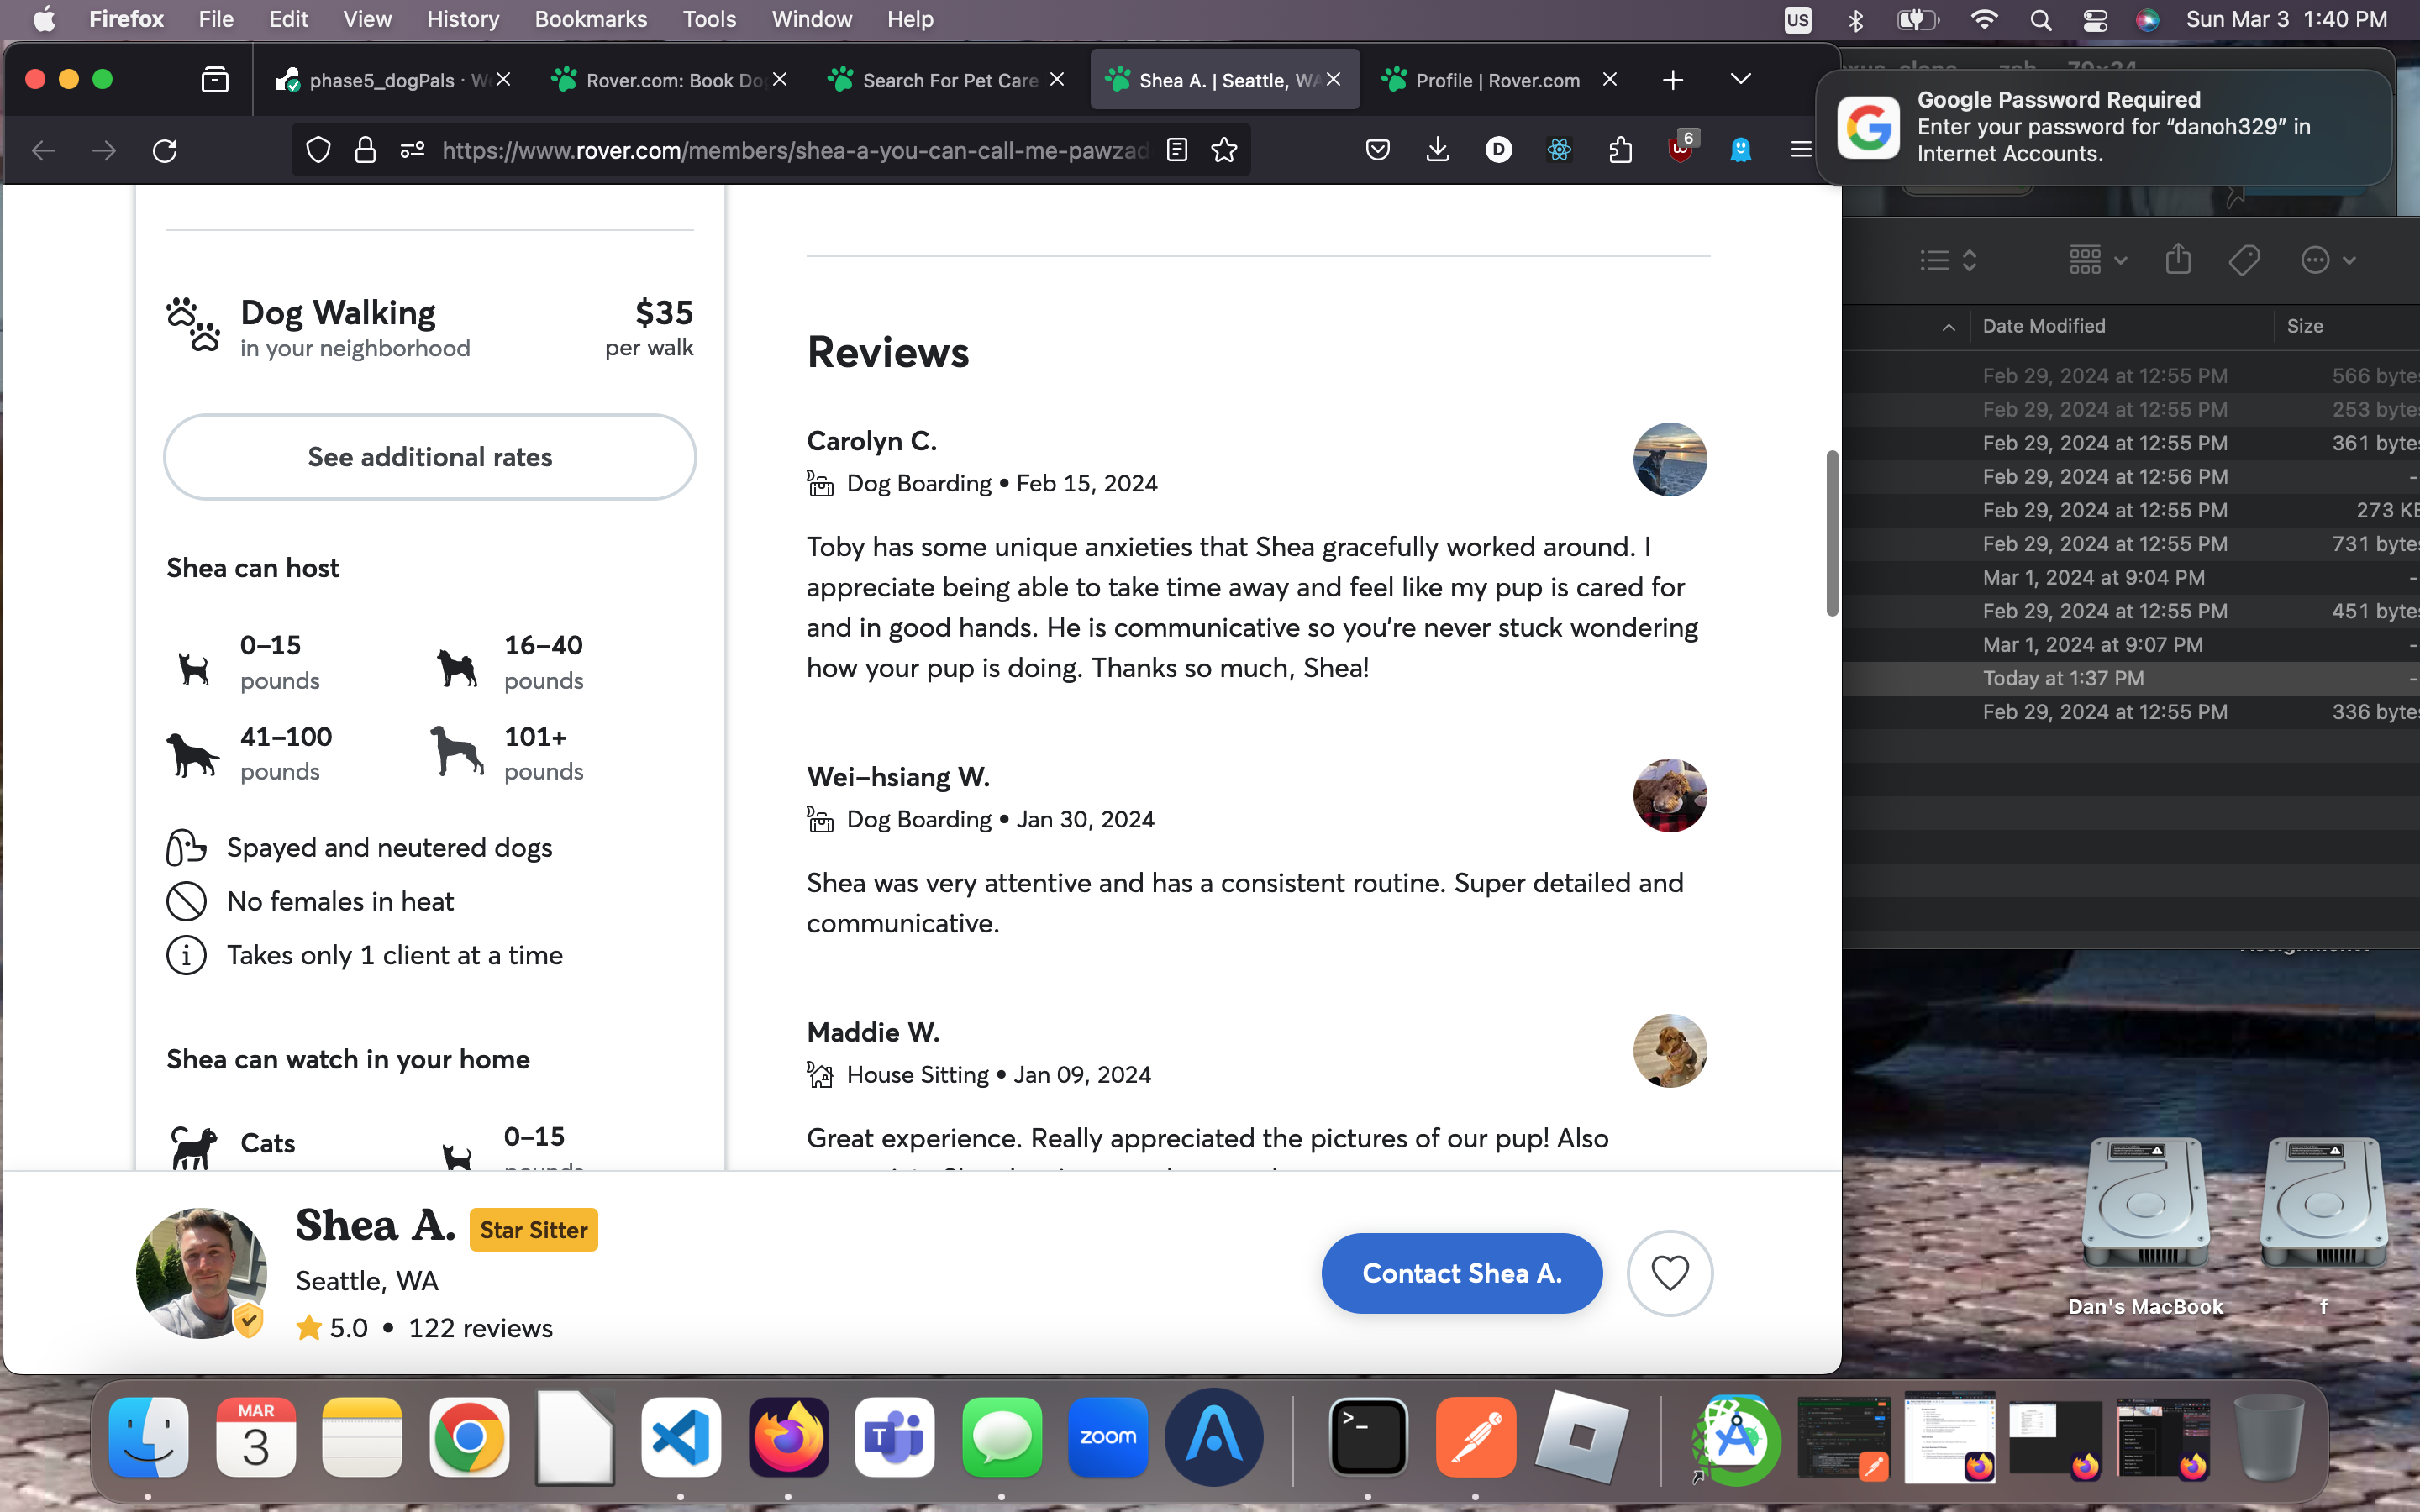 Firefox File Edit View History Bookmarks Tools Window Help
US
Sun Mar 3 1:40 PM
phase5_dogPals · W
Rover.com: Book Do
Search For Pet Care
Shea A. | Seattle, WA
Profile | Rover.com
https://www.rover.com/members/shea-a-you-can-call-me-pawzad
D
6
Google Password Required
Enter your password for “danoh329” in
Internet Accounts.
Dog Walking
in your neighborhood
$35
per walk
See additional rates
Shea can host
0–15
pounds
16–40
pounds
41–100
pounds
101+
pounds
Spayed and neutered dogs
No females in heat
Takes only 1 client at a time
Shea can watch in your home
Cats
0–15
pounds
Reviews
Carolyn C.
Dog Boarding • Feb 15, 2024
Toby has some unique anxieties that Shea gracefully worked around. I
appreciate being able to take time away and feel like my pup is cared for
and in good hands. He is communicative so you’re never stuck wondering
how your pup is doing. Thanks so much, Shea!
Wei-hsiang W.
Dog Boarding • Jan 30, 2024
Shea was very attentive and has a consistent routine. Super detailed and
communicative.
Maddie W.
House Sitting • Jan 09, 2024
Great experience. Really appreciated the pictures of our pup! Also
Shea A.
Star Sitter
Seattle, WA
5.0 • 122 reviews
Contact Shea A.
Date Modified Size
Feb 29, 2024 at 12:55 PM 566 bytes
Feb 29, 2024 at 12:55 PM 253 bytes
Feb 29, 2024 at 12:55 PM 361 bytes
Feb 29, 2024 at 12:56 PM --
Feb 29, 2024 at 12:55 PM 273 KB
Feb 29, 2024 at 12:55 PM 731 bytes
Mar 1, 2024 at 9:04 PM --
Feb 29, 2024 at 12:55 PM 451 bytes
Mar 1, 2024 at 9:07 PM --
Today at 1:37 PM --
Feb 29, 2024 at 12:55 PM 336 bytes
Dan's MacBook
f
MAR
3
T
zoom